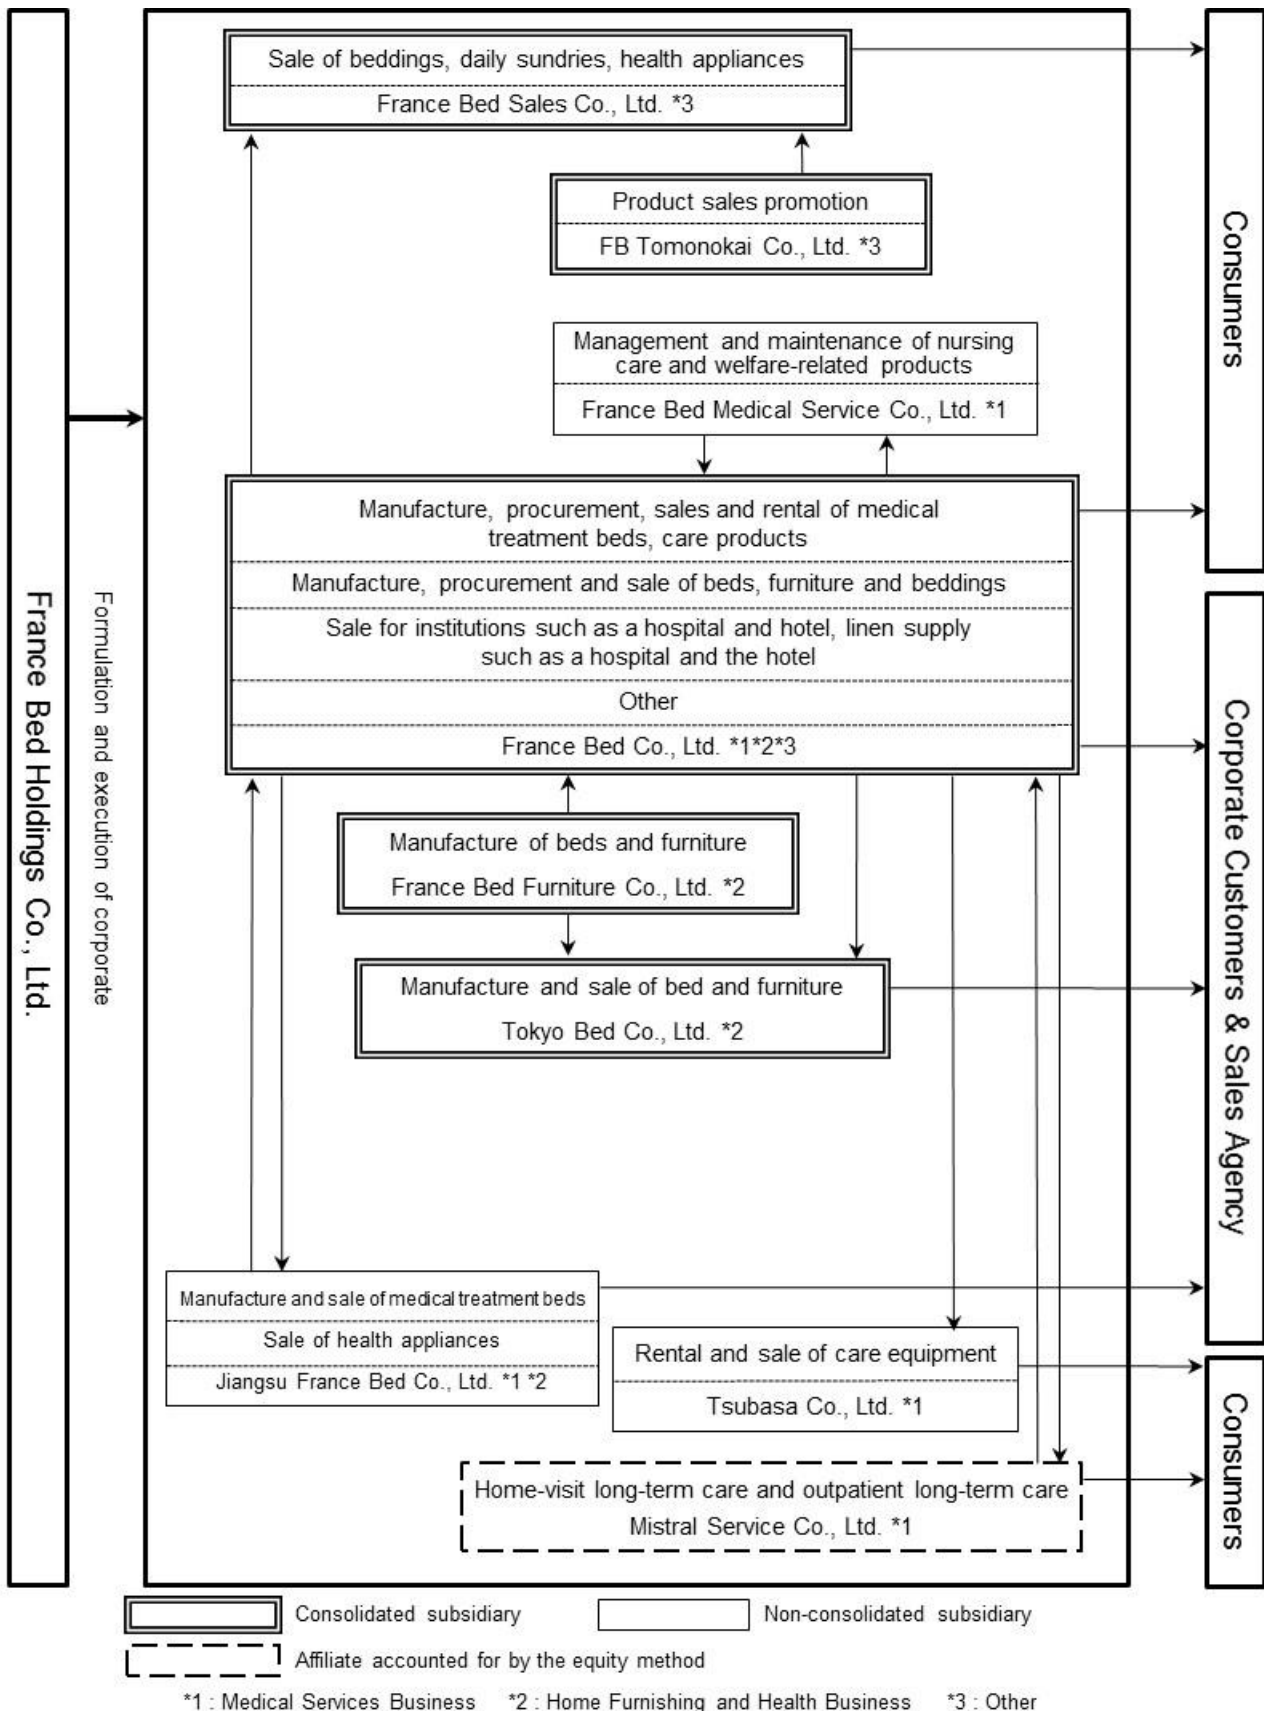 France Bed Holdings Co., Ltd.
Formulation and execution of corporate
Sale of beddings, daily sundries, health appliances
France Bed Sales Co., Ltd. *3
Product sales promotion
FB Tomonokai Co., Ltd. *3
Management and maintenance of nursing
care and welfare-related products
France Bed Medical Service Co., Ltd. *1
Manufacture, procurement, sales and rental of medical
treatment beds, care products
Manufacture, procurement and sale of beds, furniture and beddings
Sale for institutions such as a hospital and hotel, linen supply
such as a hospital and the hotel
Other
France Bed Co., Ltd. *1*2*3
Manufacture of beds and furniture
France Bed Furniture Co., Ltd. *2
Manufacture and sale of bed and furniture
Tokyo Bed Co., Ltd. *2
Manufacture and sale of medical treatment beds
Sale of health appliances
Jiangsu France Bed Co., Ltd. *1 *2
Rental and sale of care equipment
Tsubasa Co., Ltd. *1
Home-visit long-term care and outpatient long-term care
Mistral Service Co., Ltd. *1
Consumers
Corporate Customers & Sales Agency
Consumers
Consolidated subsidiary
Non-consolidated subsidiary
Affiliate accounted for by the equity method
*1 : Medical Services Business *2 : Home Furnishing and Health Business *3 : Other